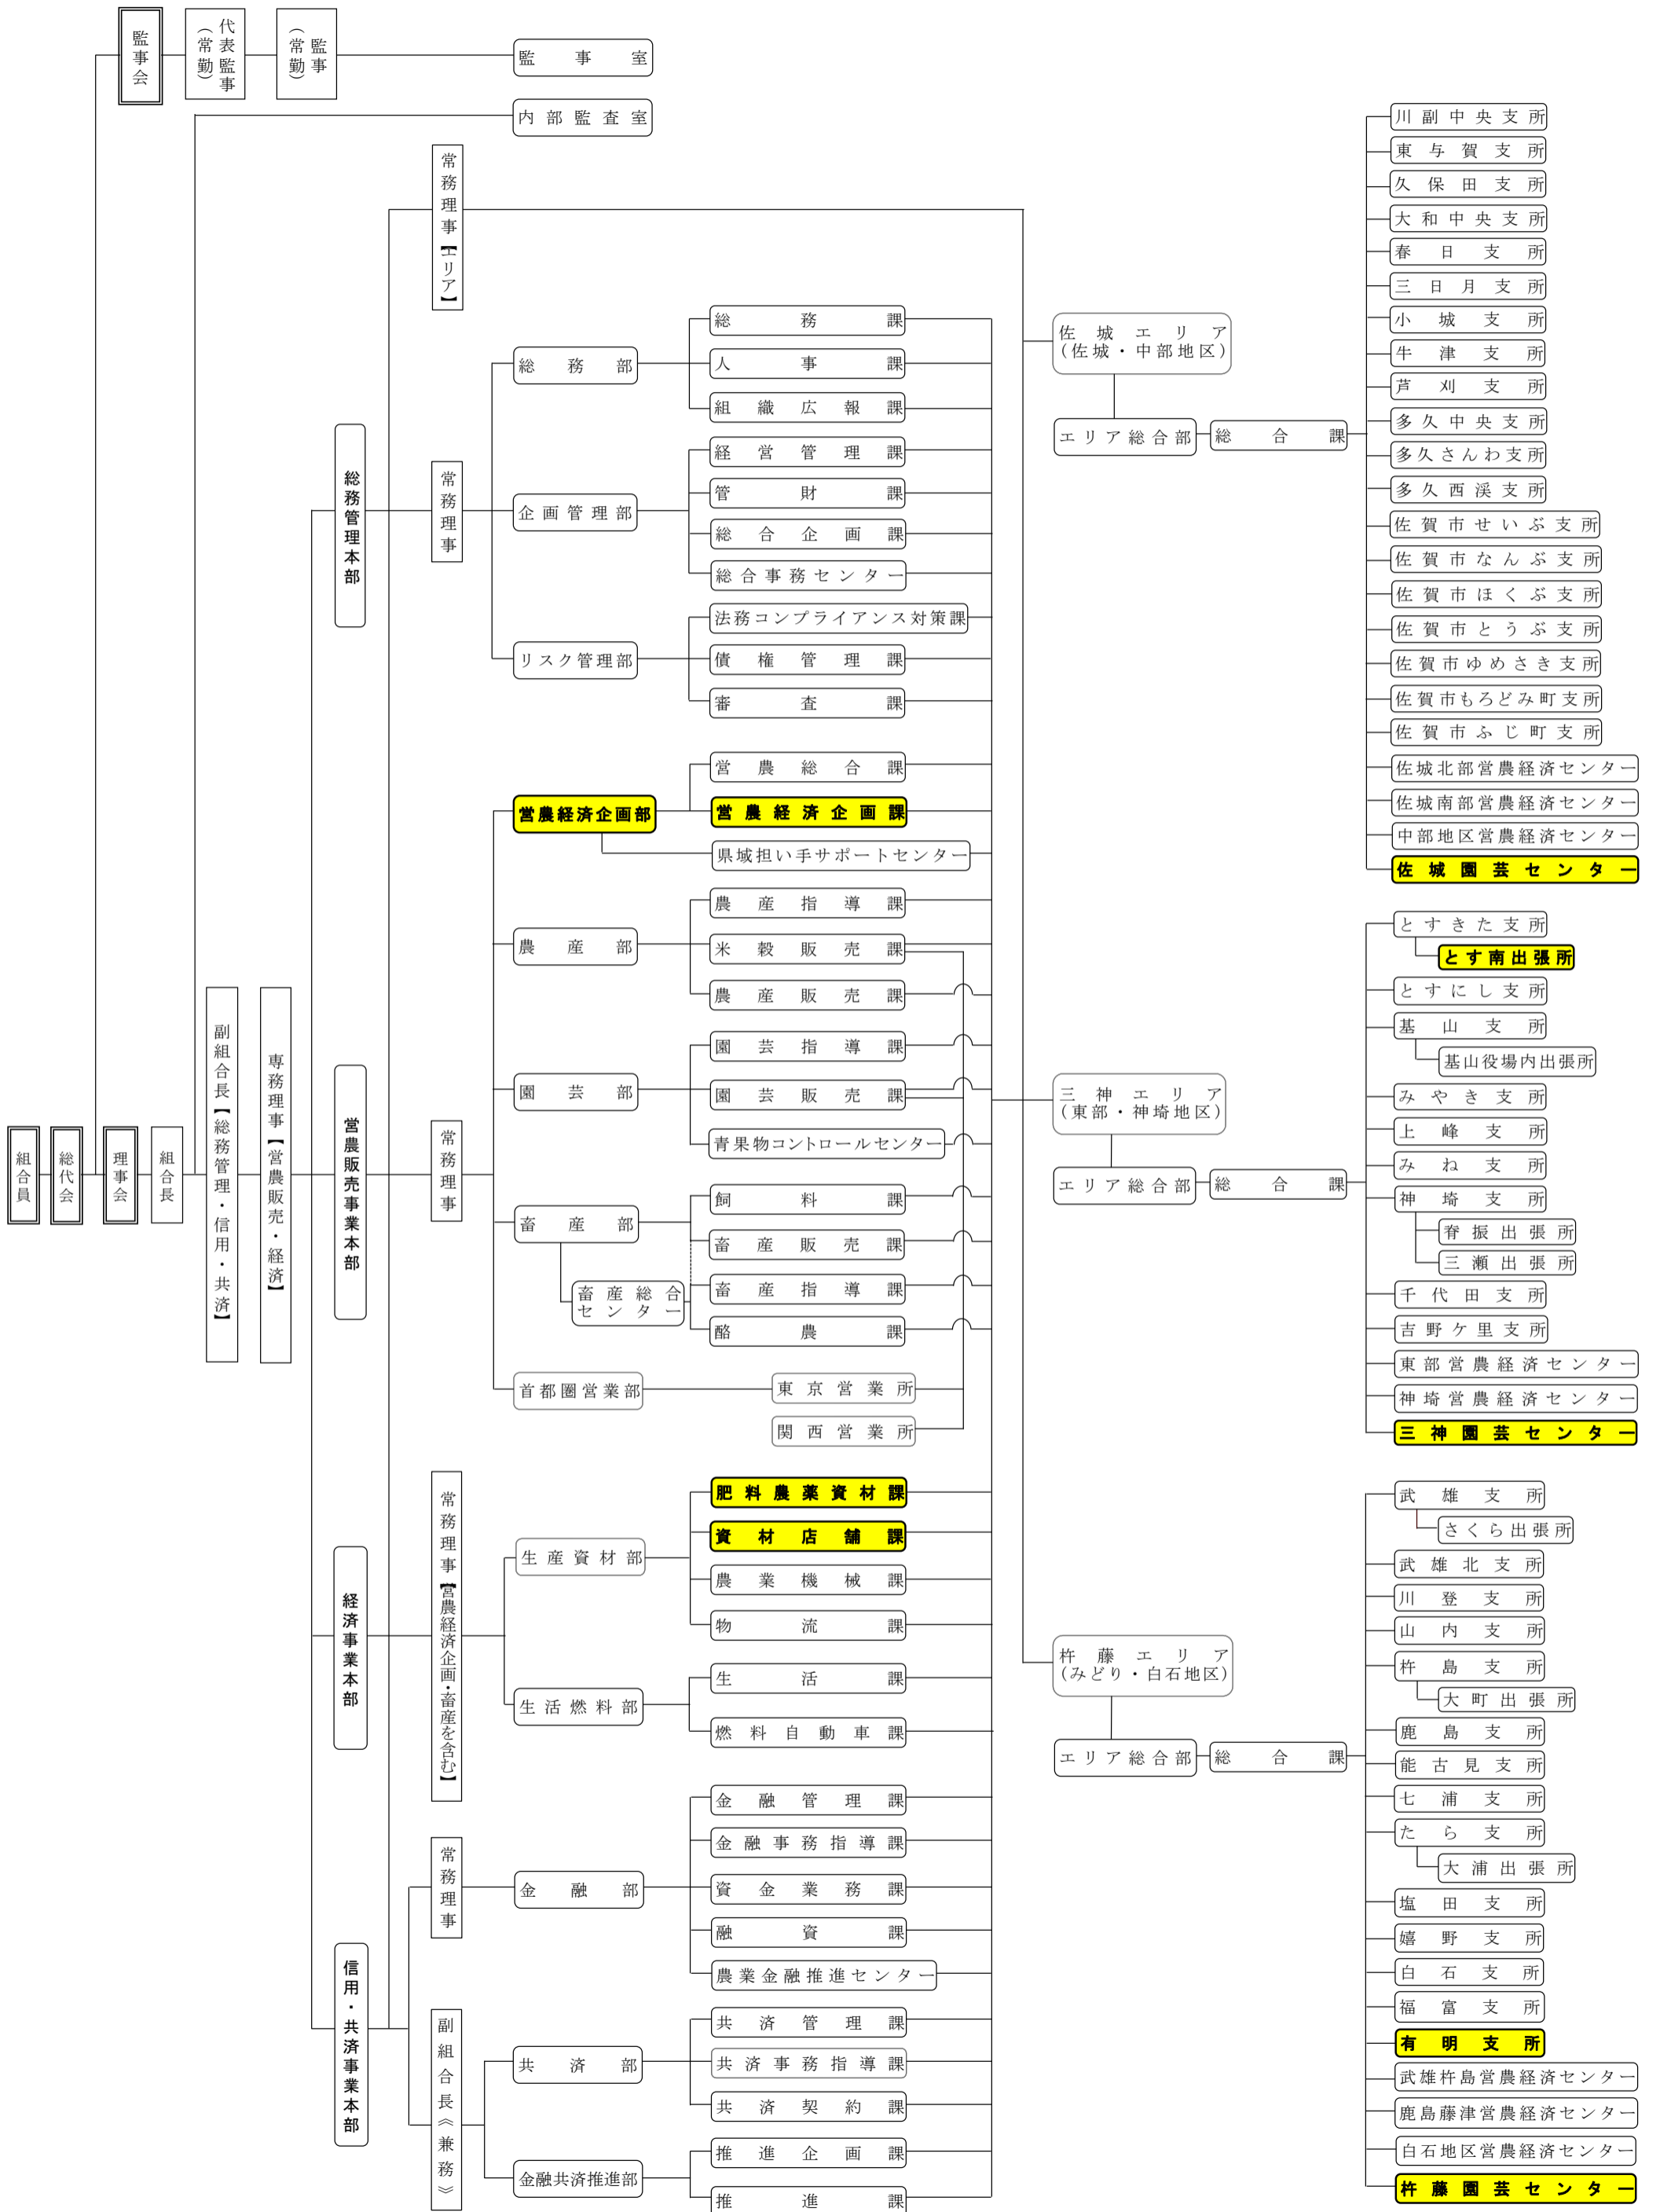 組合員
総代会
理事会
組合長
副組合長【総務管理・信用・共済】
専務理事【営農販売・経済】
監事会
代表監事
（常勤）
監事
（常勤）
監事室
内部監査室
常務理事【エリア】
総務管理本部
常務理事
総務部
総務課
人事課
組織広報課
企画管理部
経営管理課
管財課
総合企画課
総合事務センター
リスク管理部
法務コンプライアンス対策課
債権管理課
審査課
営農販売事業本部
常務理事
営農経済企画部
営農総合課
営農経済企画課
県域担い手サポートセンター
農産部
農産指導課
米穀販売課
農産販売課
園芸部
園芸指導課
園芸販売課
青果物コントロールセンター
畜産部
畜産総合
センター
飼料課
畜産販売課
畜産指導課
酪農課
首都圏営業部
東京営業所
関西営業所
経済事業本部
常務理事【営農経済企画・畜産を含む】
生産資材部
肥料農薬資材課
資材店舗課
農業機械課
物流課
生活燃料部
生活課
燃料自動車課
信用・共済事業本部
常務理事
金融部
金融管理課
金融事務指導課
資金業務課
融資課
農業金融推進センター
副組合長《兼務》
共済部
共済管理課
共済事務指導課
共済契約課
金融共済推進部
推進企画課
推進課
佐城エリア
（佐城・中部地区）
エリア総合部
総合課
川副中央支所
東与賀支所
久保田支所
大和中央支所
春日支所
三日月支所
小城支所
牛津支所
芦刈支所
多久中央支所
多久さんわ支所
多久西渓支所
佐賀市せいぶ支所
佐賀市なんぶ支所
佐賀市ほくぶ支所
佐賀市とうぶ支所
佐賀市ゆめさき支所
佐賀市もろどみ町支所
佐賀市ふじ町支所
佐城北部営農経済センター
佐城南部営農経済センター
中部地区営農経済センター
佐城園芸センター
三神エリア
（東部・神埼地区）
エリア総合部
総合課
とすきた支所
とす南出張所
とすにし支所
基山支所
基山役場内出張所
みやき支所
上峰支所
みね支所
神埼支所
脊振出張所
三瀬出張所
千代田支所
吉野ケ里支所
東部営農経済センター
神埼営農経済センター
三神園芸センター
杵藤エリア
（みどり・白石地区）
エリア総合部
総合課
武雄支所
さくら出張所
武雄北支所
川登支所
山内支所
杵島支所
大町出張所
鹿島支所
能古見支所
七浦支所
たら支所
大浦出張所
塩田支所
嬉野支所
白石支所
福富支所
有明支所
武雄杵島営農経済センター
鹿島藤津営農経済センター
白石地区営農経済センター
杵藤園芸センター